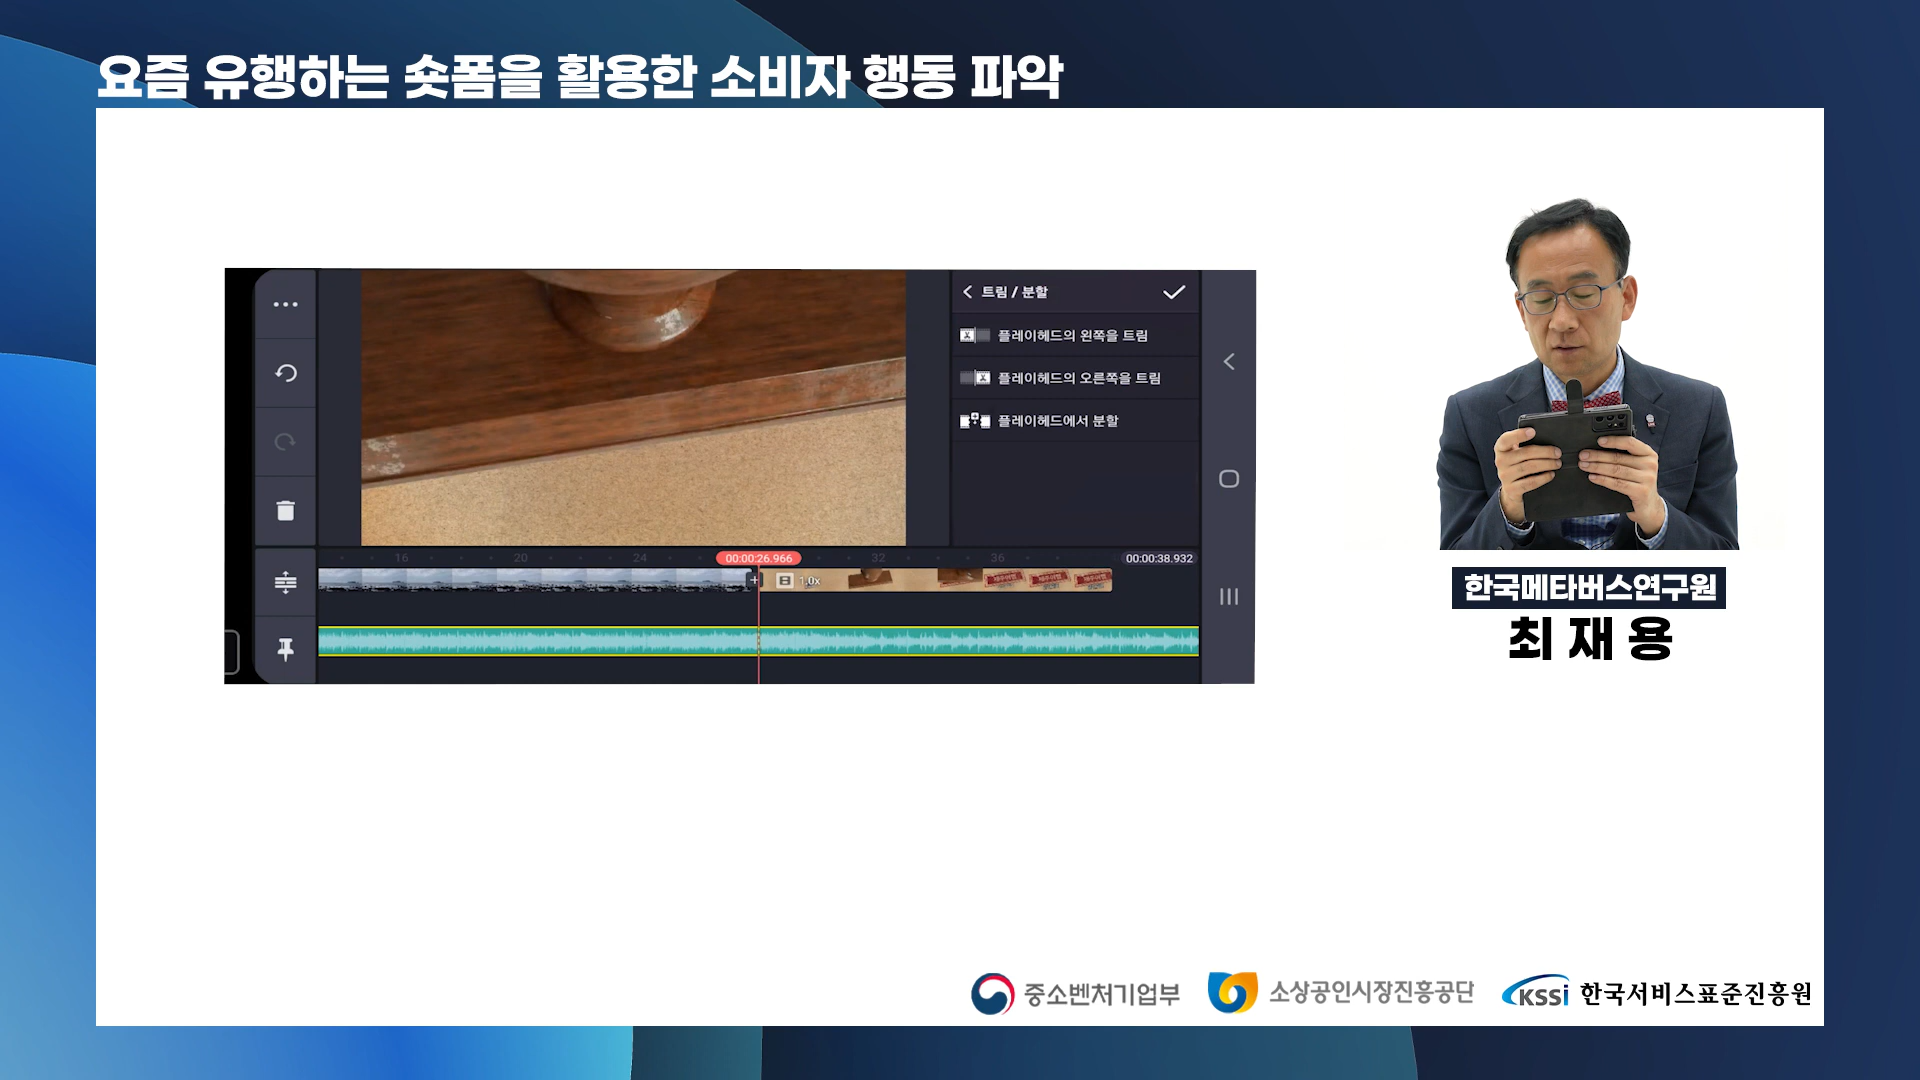 요즘 유행하는 숏폼을 활용한 소비자 행동 파악
트림 / 분할
플레이헤드의 왼쪽을 트림
플레이헤드의 오른쪽을 트림
플레이헤드에서 분할
16 20 24 00:00:26.966 32 36 00:00:38.932
1.0x
한국메타버스연구원
최재용
중소벤처기업부
소상공인시장진흥공단
KSSi 한국서비스표준진흥원